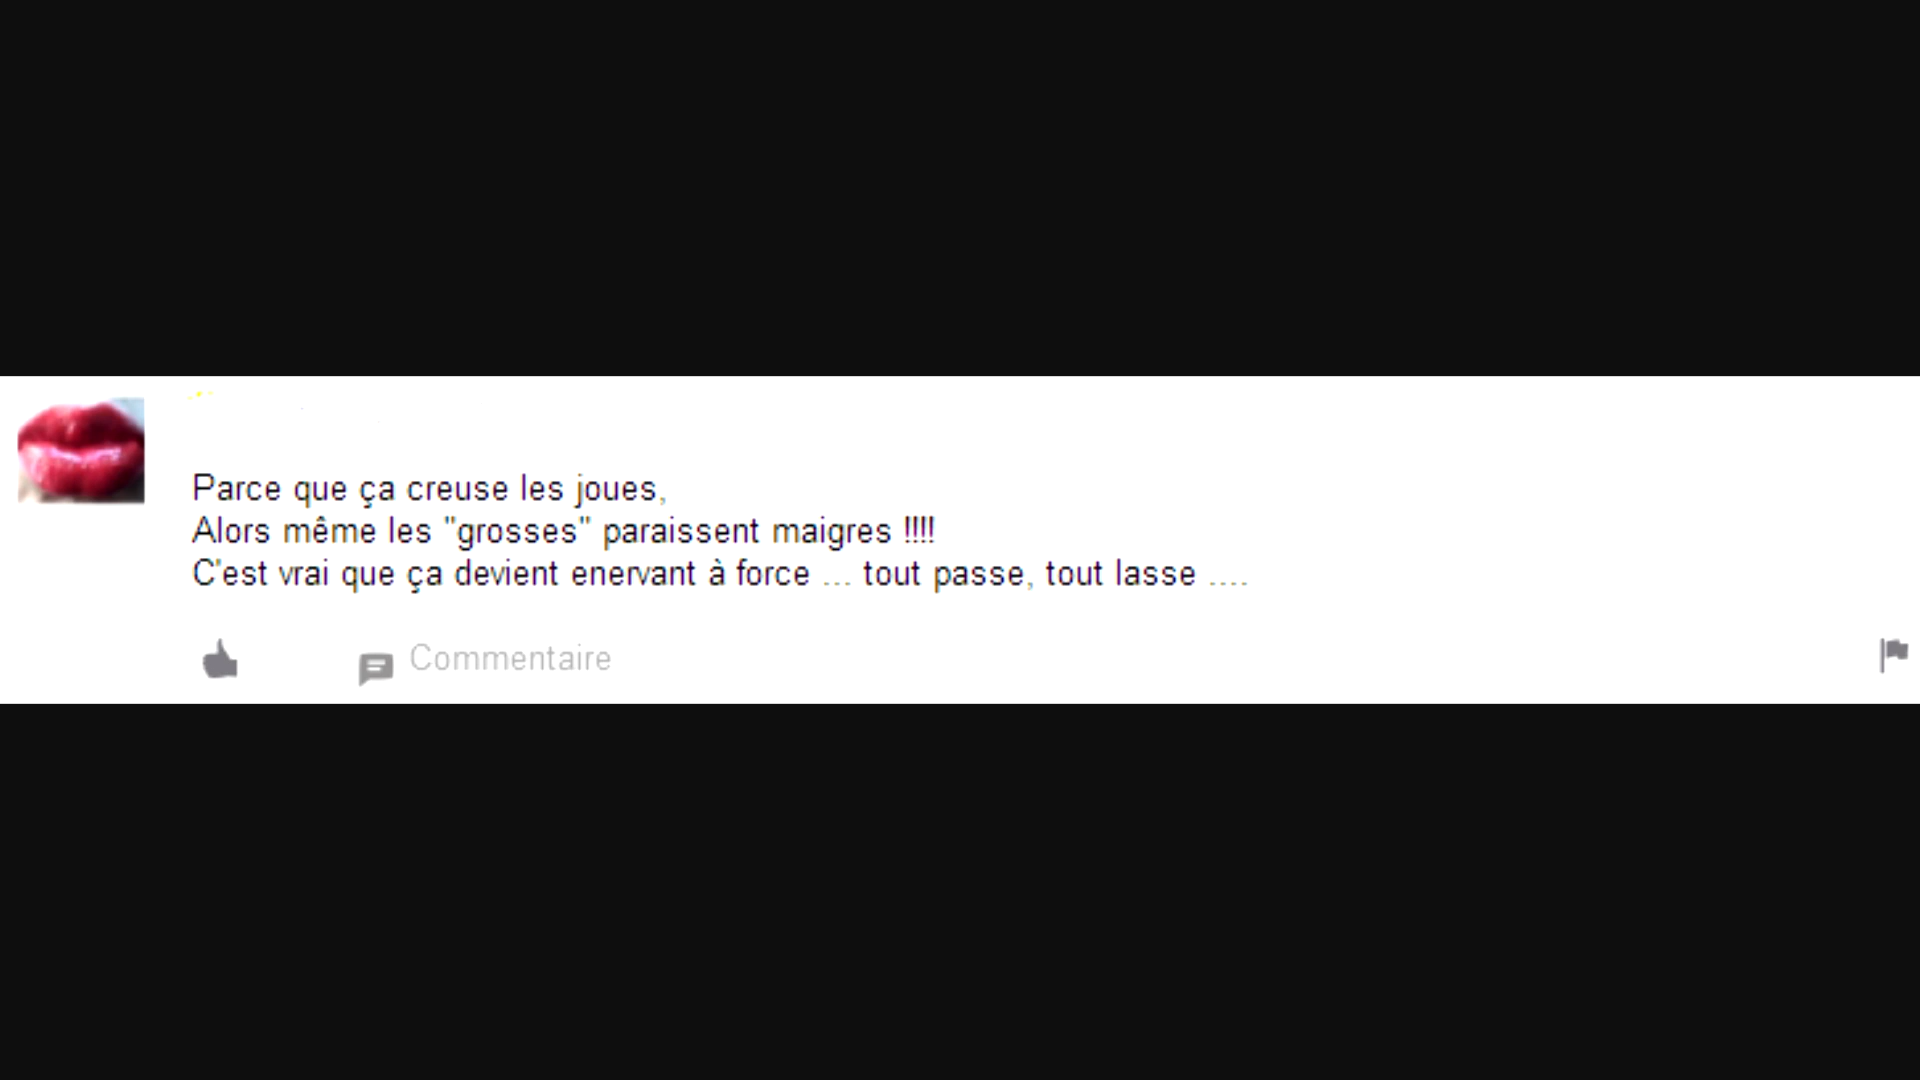 Parce que ça creuse les joues,
Alors même les "grosses" paraissent maigres !!!!
C'est vrai que ça devient enervant à force ... tout passe, tout lasse ....
Commentaire